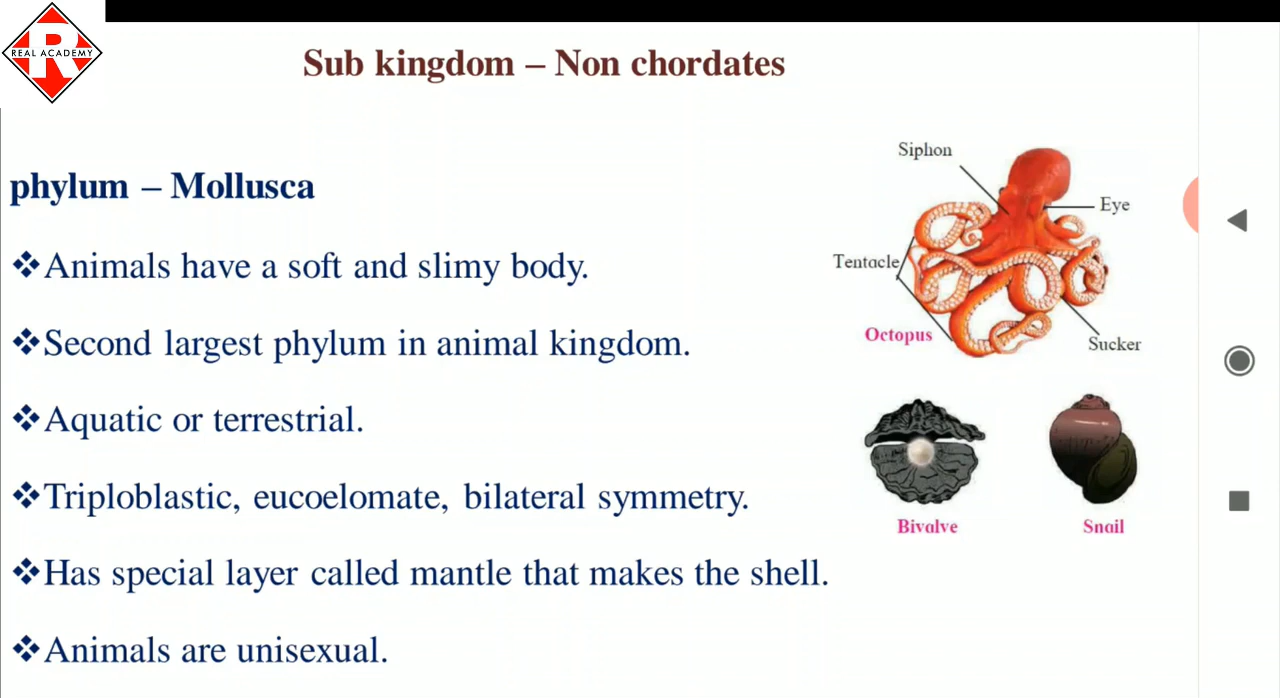 REAL ACADEMY
Sub kingdom – Non chordates
phylum – Mollusca
❖Animals have a soft and slimy body.
❖Second largest phylum in animal kingdom.
❖Aquatic or terrestrial.
❖Triploblastic, eucoelomate, bilateral symmetry.
❖Has special layer called mantle that makes the shell.
❖Animals are unisexual.
Siphon
Eye
Tentacle
Octopus
Sucker
Bivalve
Snail